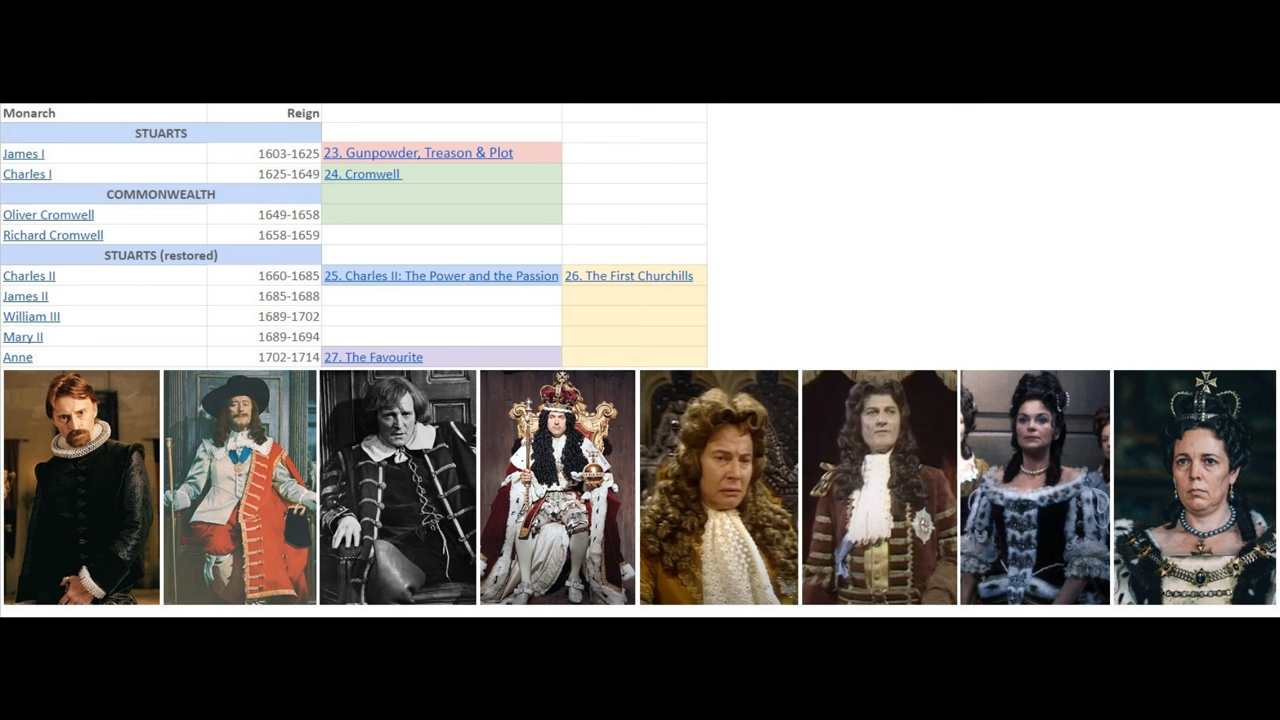 Monarch Reign
STUARTS
James I 1603-1625 23. Gunpowder, Treason & Plot
Charles I 1625-1649 24. Cromwell
COMMONWEALTH
Oliver Cromwell 1649-1658
Richard Cromwell 1658-1659
STUARTS (restored)
Charles II 1660-1685 25. Charles II: The Power and the Passion 26. The First Churchills
James II 1685-1688
William III 1689-1702
Mary II 1689-1694
Anne 1702-1714 27. The Favourite